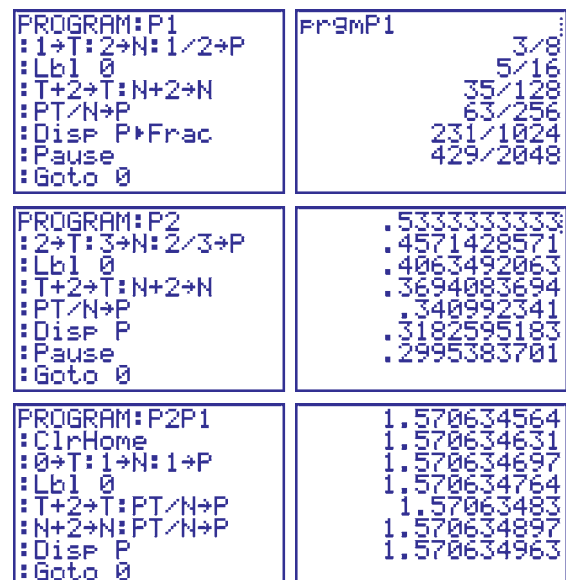 PROGRAM:P1
:1→T:2→N:1/2→P
:Lbl 0
:T+2→T:N+2→N
:PT/N→P
:Disp P▸Frac
:Pause
:Goto 0
prgmP1
3/8
5/16
35/128
63/256
231/1024
429/2048
PROGRAM:P2
:2→T:3→N:2/3→P
:Lbl 0
:T+2→T:N+2→N
:PT/N→P
:Disp P
:Pause
:Goto 0
.5333333333
.4571428571
.4063492063
.3694083694
.340992341
.3182595183
.2995383701
PROGRAM:P2P1
:ClrHome
:0→T:1→N:1→P
:Lbl 0
:T+2→T:PT/N→P
:N+2→N:PT/N→P
:Disp P
:Goto 0
1.570634564
1.570634631
1.570634697
1.570634764
1.57063483
1.570634897
1.570634963